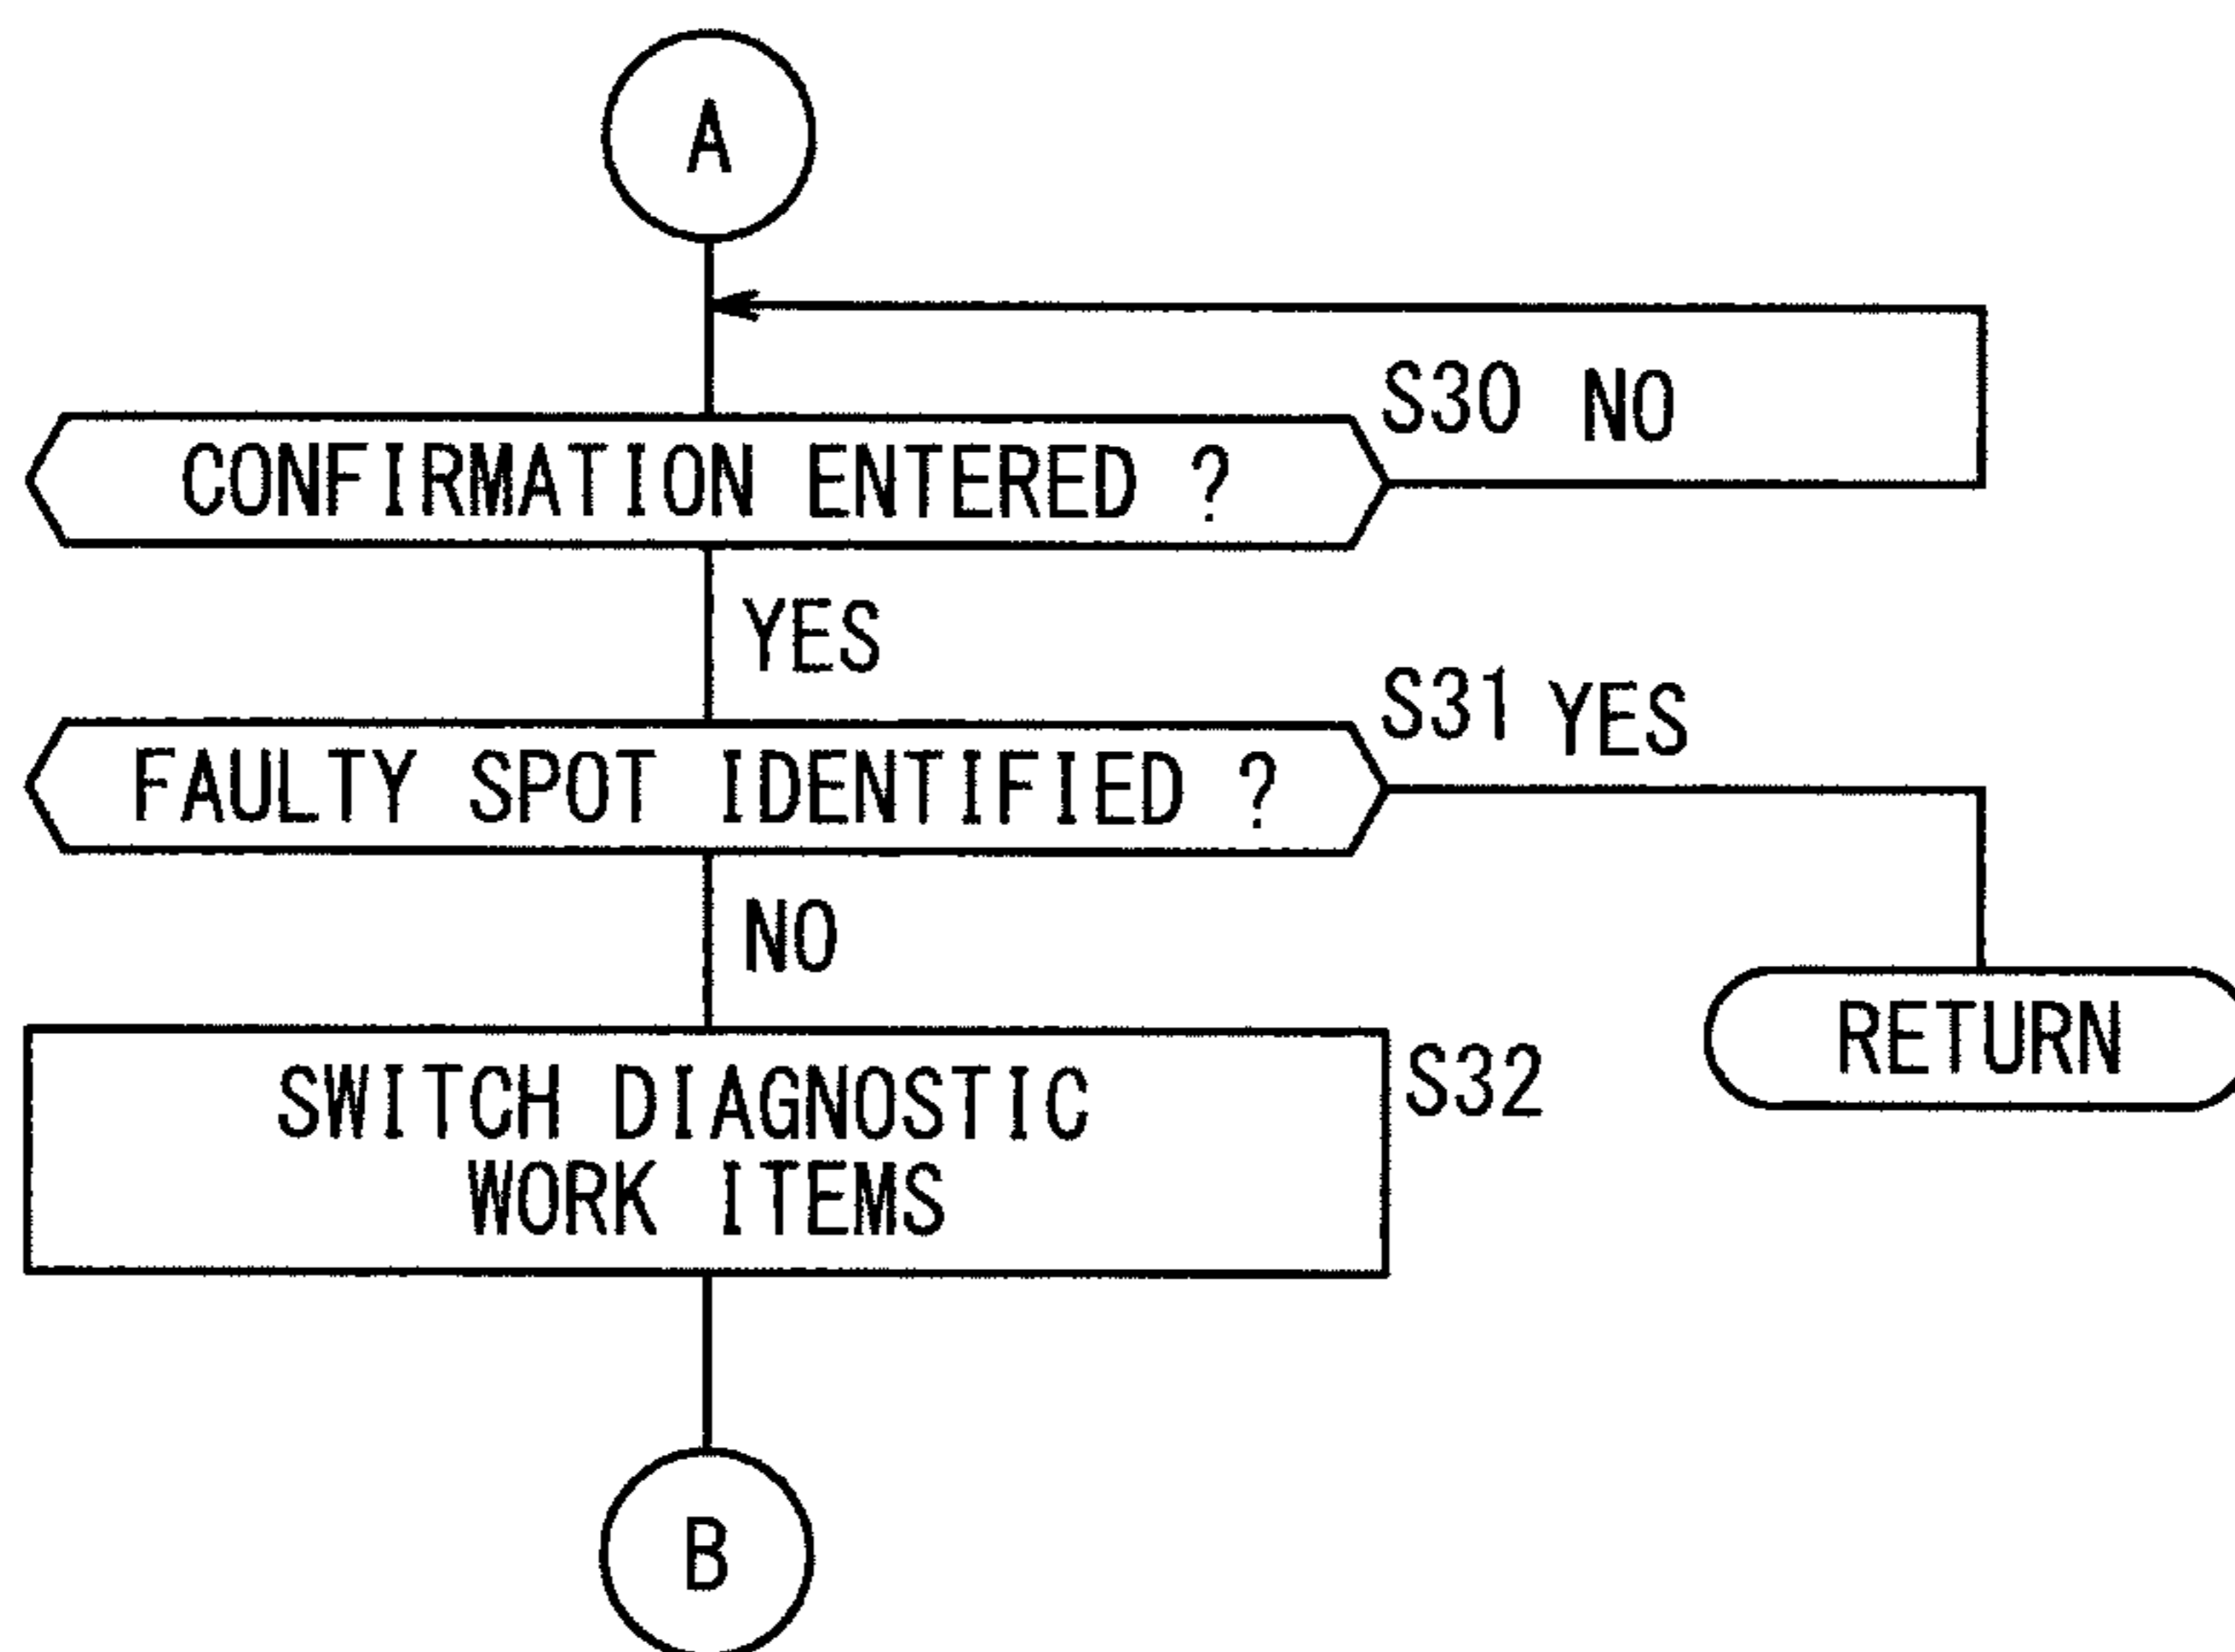 A
S30 NO
CONFIRMATION ENTERED ?
YES
S31 YES
FAULTY SPOT IDENTIFIED ?
NO
RETURN
SWITCH DIAGNOSTIC
WORK ITEMS
S32
B